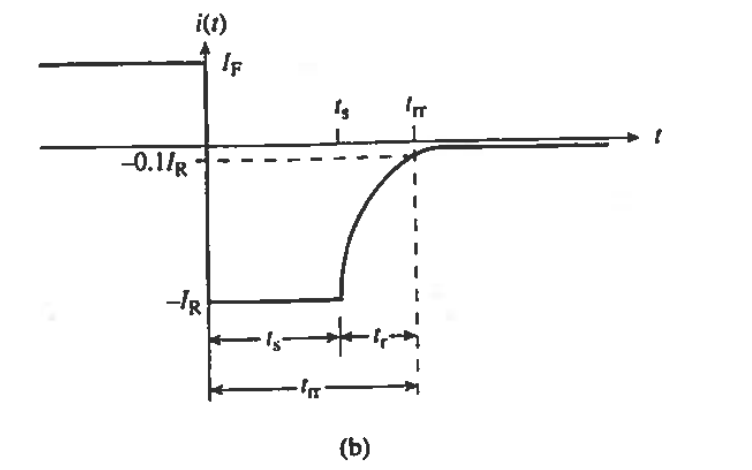 i(t)
I_F
t_s t_rr
t
–0.1I_R
–I_R
t_s t_r
t_rr
(b)